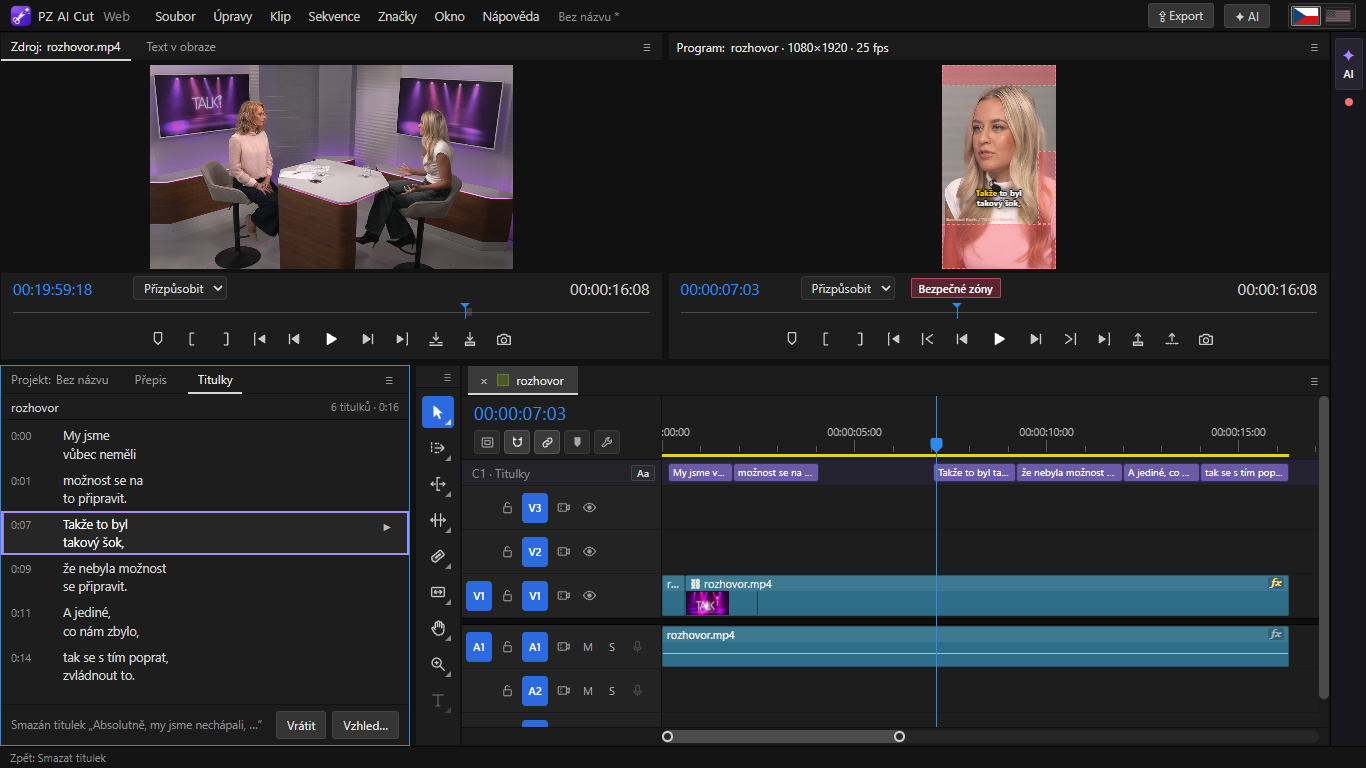 PZ AI Cut Web Soubor Úpravy Klip Sekvence Značky Okno Nápověda Bez názvu * Export AI
Zdroj: rozhovor.mp4 Text v obraze
Program: rozhovor · 1080×1920 · 25 fps
AI
TALK
Takže to byl
takový šok,
00:19:59:18 Přizpůsobit 00:00:16:08
00:00:07:03 Přizpůsobit Bezpečné zóny 00:00:16:08
Projekt: Bez názvu Přepis Titulky
rozhovor 6 titulků · 0:16
0:00 My jsme
vůbec neměli
0:01 možnost se na
to připravit.
0:07 Takže to byl
takový šok,
0:09 že nebyla možnost
se připravit.
0:11 A jediné,
co nám zbylo,
0:14 tak se s tím poprat,
zvládnout to.
Smazán titulek „Absolutně, my jsme nechápali, ...“ Vrátit Vzhled...
rozhovor
00:00:07:03
:00:00 00:00:05:00 00:00:10:00 00:00:15:00
C1 · Titulky Aa My jsme v... možnost se na ... Takže to byl ta... že nebyla možnost ... A jediné, co ... tak se s tím pop...
V3
V2
V1 V1 r... rozhovor.mp4 fx
TALK
A1 A1 M S rozhovor.mp4 fx
A2 M S
T
Zpět: Smazat titulek